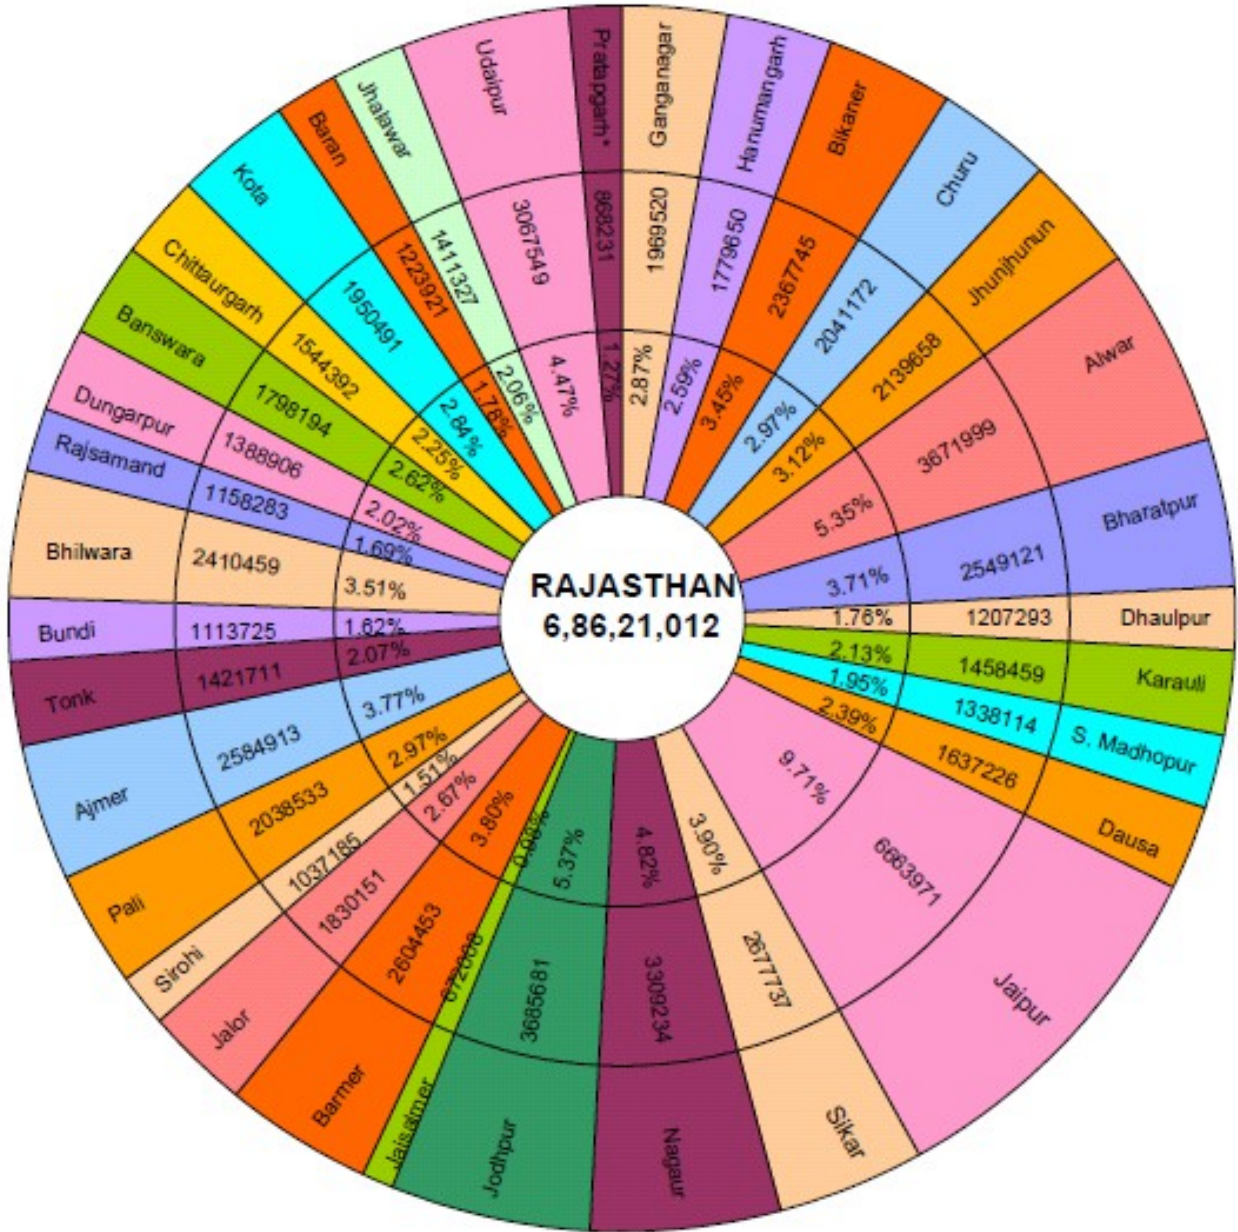 RAJASTHAN
6,86,21,012
Ganganagar
1969520
2.87%
Hanumangarh
1779650
2.59%
Bikaner
2367745
3.45%
Churu
2041172
2.97%
Jhunjhunun
2139658
3.12%
Alwar
3671999
5.35%
Bharatpur
2549121
3.71%
Dhaulpur
1207293
1.76%
Karauli
1458459
2.13%
S. Madhopur
1338114
1.95%
Dausa
1637226
2.39%
Jaipur
6663971
9.71%
Sikar
2677737
3.90%
Nagaur
3309234
4.82%
Jodhpur
3685681
5.37%
Jaisalmer
672008
0.98%
Barmer
2604453
3.80%
Jalor
1830151
2.67%
Sirohi
1037185
1.51%
Pali
2038533
2.97%
Ajmer
2584913
3.77%
Tonk
1421711
2.07%
Bundi
1113725
1.62%
Bhilwara
2410459
3.51%
Rajsamand
1158283
1.69%
Dungarpur
1388906
2.02%
Banswara
1798194
2.62%
Chittaurgarh
1544392
2.25%
Kota
1950491
2.84%
Baran
1223921
1.78%
Jhalawar
1411327
2.06%
Udaipur
3067549
4.47%
Pratapgarh*
868231
1.27%